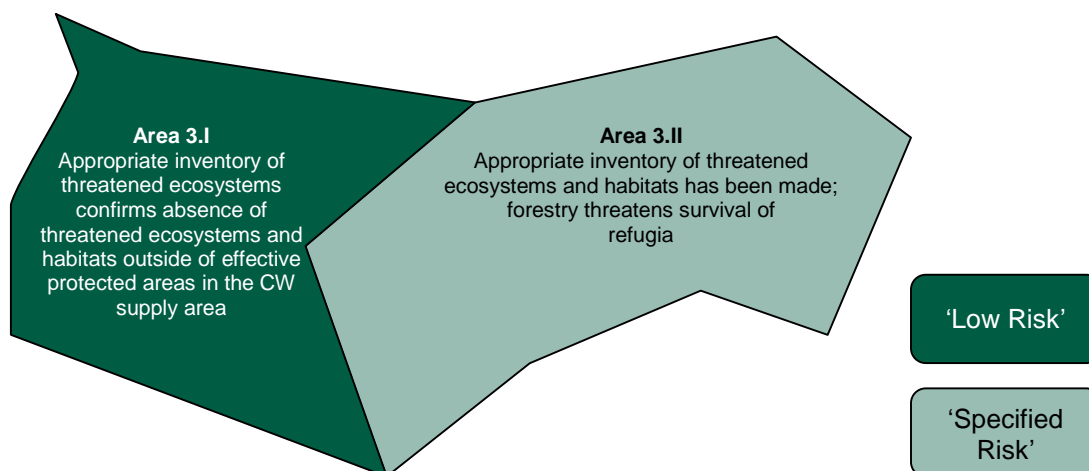 Area 3.I
Appropriate inventory of
threatened ecosystems
confirms absence of
threatened ecosystems and
habitats outside of effective
protected areas in the CW
supply area
Area 3.II
Appropriate inventory of threatened
ecosystems and habitats has been made;
forestry threatens survival of
refugia
‘Low Risk’
‘Specified
Risk’